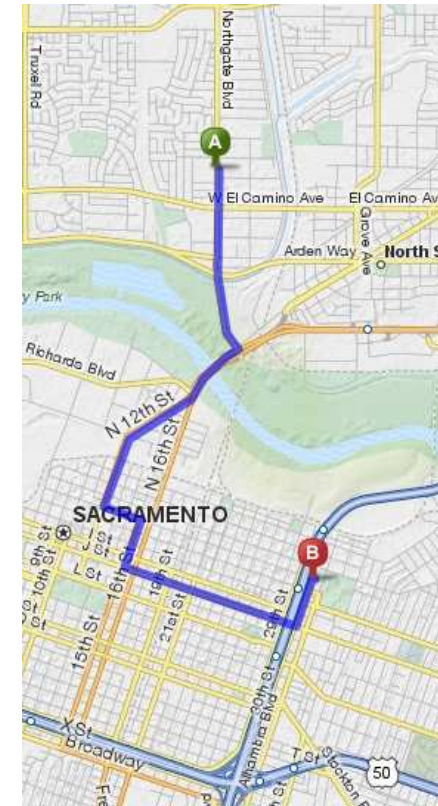 Truxel Rd
Northgate Blvd
A
W El Camino Ave
El Camino Av
Grove Ave
Arden Way
North S
y Park
Richards Blvd
N 12th St
N 16th St
SACRAMENTO
9th St
10th St
J St
L St
16th St
15th St
19th St
21st St
29th St
B
30th St
Alhambra Blvd
X St
Broadway
T St
Stockton
50
Fre